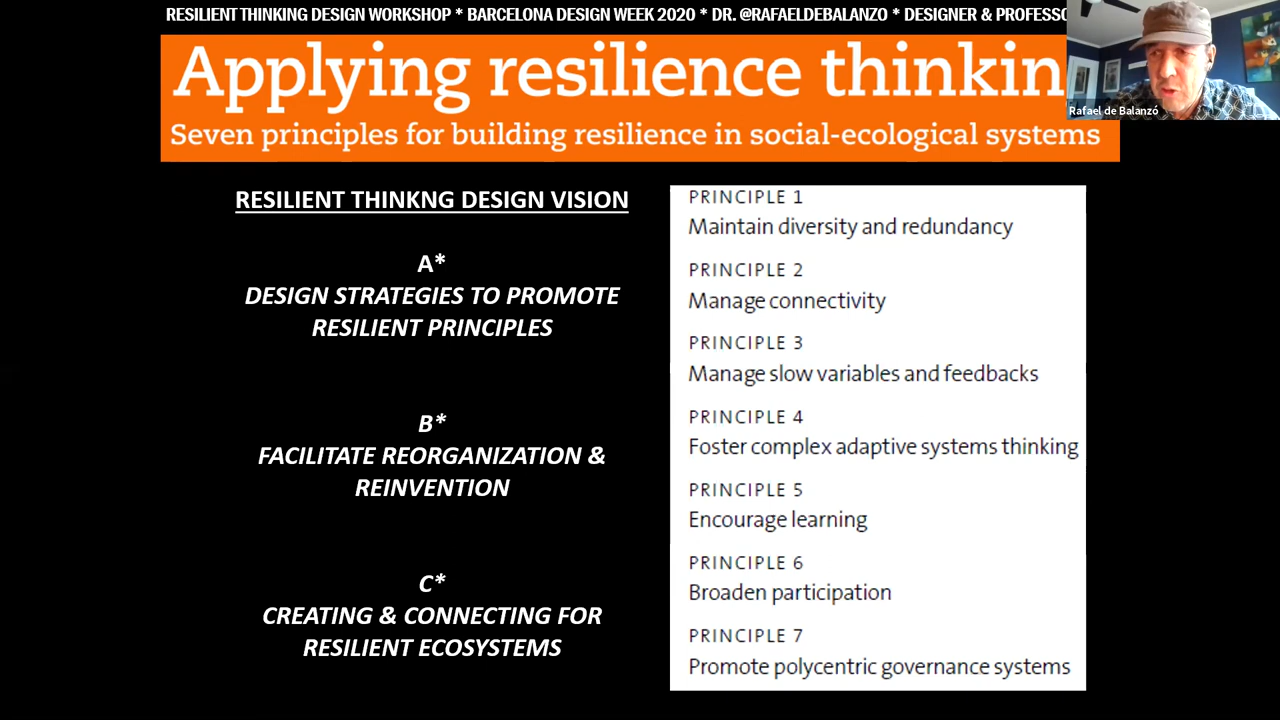 RESILIENT THINKING DESIGN WORKSHOP * BARCELONA DESIGN WEEK 2020 * DR. @RAFAELDEBALANZO * DESIGNER &
Applying resilience
Seven principles for building resilience in social-ecological systems
Rafael de Balanzó
RESILIENT THINKNG DESIGN VISION
A*
DESIGN STRATEGIES TO PROMOTE
RESILIENT PRINCIPLES
B*
FACILITATE REORGANIZATION &
REINVENTION
C*
CREATING & CONNECTING FOR
RESILIENT ECOSYSTEMS
PRINCIPLE 1
Maintain diversity and redundancy
PRINCIPLE 2
Manage connectivity
PRINCIPLE 3
Manage slow variables and feedbacks
PRINCIPLE 4
Foster complex adaptive systems thinking
PRINCIPLE 5
Encourage learning
PRINCIPLE 6
Broaden participation
PRINCIPLE 7
Promote polycentric governance systems